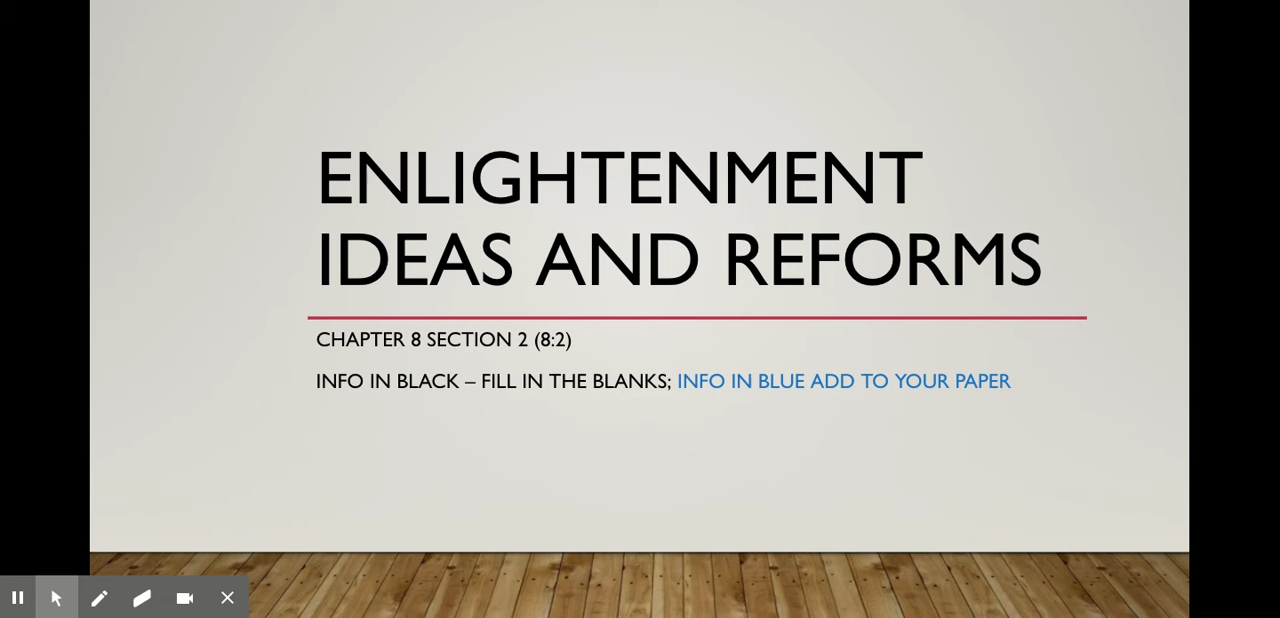 ENLIGHTENMENT
IDEAS AND REFORMS
CHAPTER 8 SECTION 2 (8:2)
INFO IN BLACK – FILL IN THE BLANKS; INFO IN BLUE ADD TO YOUR PAPER